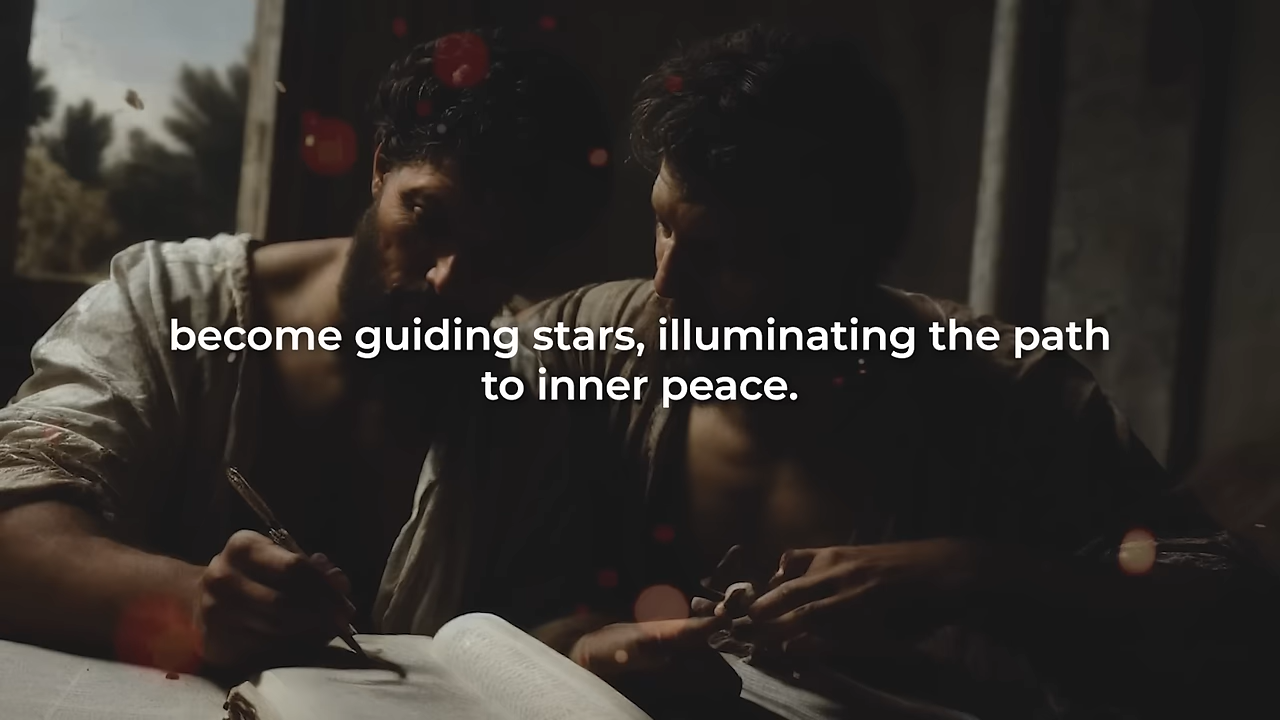 become guiding stars, illuminating the path
to inner peace.